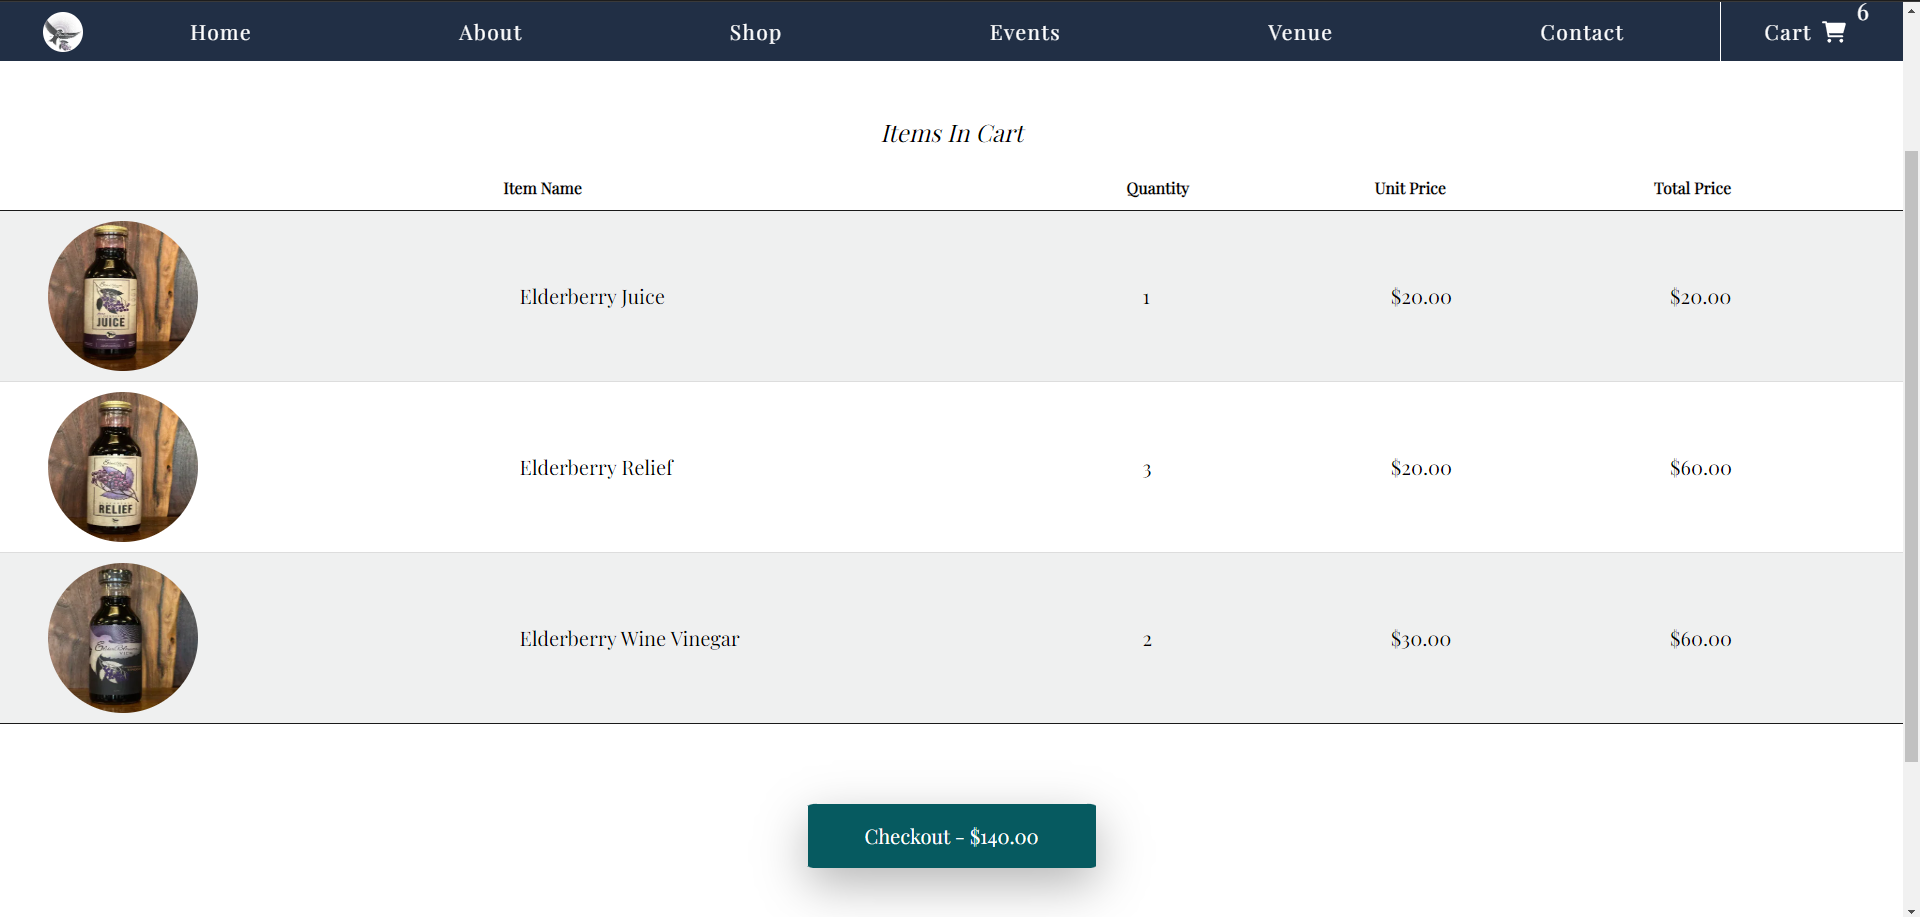 Home About Shop Events Venue Contact Cart 6
Items In Cart
Item Name Quantity Unit Price Total Price
JUICE
Elderberry Juice 1 $20.00 $20.00
RELIEF
Elderberry Relief 3 $20.00 $60.00
Elderberry Wine Vinegar 2 $30.00 $60.00
Checkout - $140.00